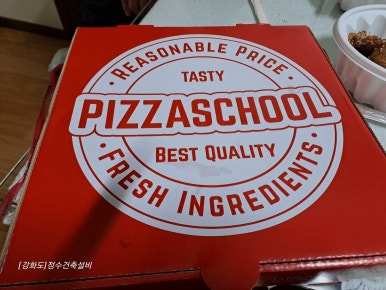 • REASONABLE PRICE •
TASTY
PIZZASCHOOL
BEST QUALITY
FRESH INGREDIENTS
[강화도]정수건축설비